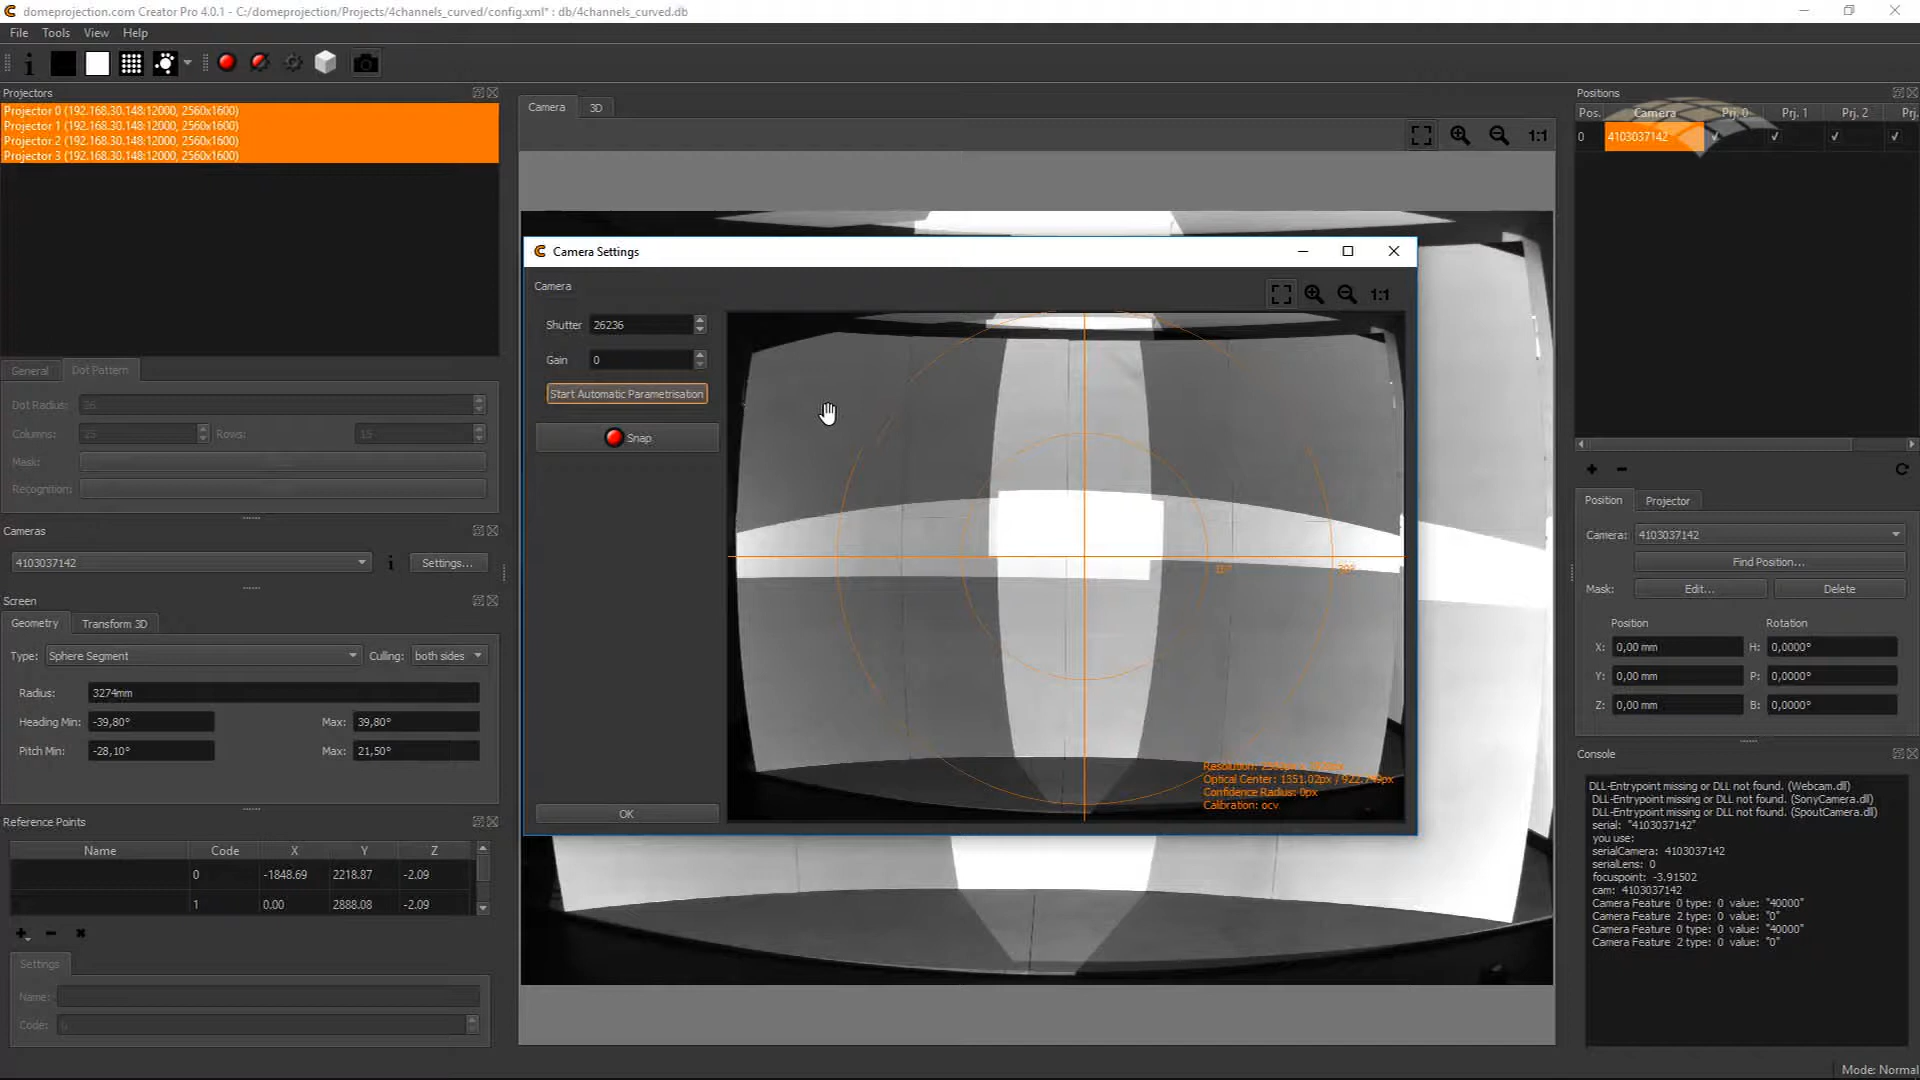 domeprojection.com Creator Pro 4.0.1 - C:/domeprojection/Projects/4channels_curved/config.xml* : db/4channels_curved.db
File Tools View Help
Projectors
Projector 0 (192.168.30.148:12000, 2560x1600)
Projector 1 (192.168.30.148:12000, 2560x1600)
Projector 2 (192.168.30.148:12000, 2560x1600)
Projector 3 (192.168.30.148:12000, 2560x1600)
General Dot Pattern
Dot Radius: 26
Columns: 25 Rows: 15
Mask:
Recognition:
Cameras
4103037142 Settings...
Screen
Geometry Transform 3D
Type: Sphere Segment Culling: both sides
Radius: 3274mm
Heading Min: -39,80° Max: 39,80°
Pitch Min: -28,10° Max: 21,50°
Reference Points
Name Code X Y Z
0 -1848.69 2218.87 -2.09
1 0.00 2888.08 -2.09
Settings
Name:
Code: 0
Camera 3D
1:1
Camera Settings
Camera
1:1
Shutter 26236
Gain 0
Start Automatic Parametrisation
Snap
OK
Optical Center: 1351.02px / 922.749px
Confidence Radius: 0px
Calibration: ocv
Positions
Pos. Camera Prj. 0 Prj. 1 Prj. 2 Prj.
0 4103037142
Position Projector
Camera: 4103037142
Find Position...
Mask: Edit... Delete
Position Rotation
X: 0,00 mm H: 0,0000°
Y: 0,00 mm P: 0,0000°
Z: 0,00 mm B: 0,0000°
Console
DLL-Entrypoint missing or DLL not found. (Webcam.dll)
DLL-Entrypoint missing or DLL not found. (SonyCamera.dll)
DLL-Entrypoint missing or DLL not found. (SpoutCamera.dll)
serial: "4103037142"
you use:
serialCamera: 4103037142
serialLens: 0
focuspoint: -3.91502
cam: 4103037142
Camera Feature 0 type: 0 value: "40000"
Camera Feature 2 type: 0 value: "0"
Camera Feature 0 type: 0 value: "40000"
Camera Feature 2 type: 0 value: "0"
Mode: Normal